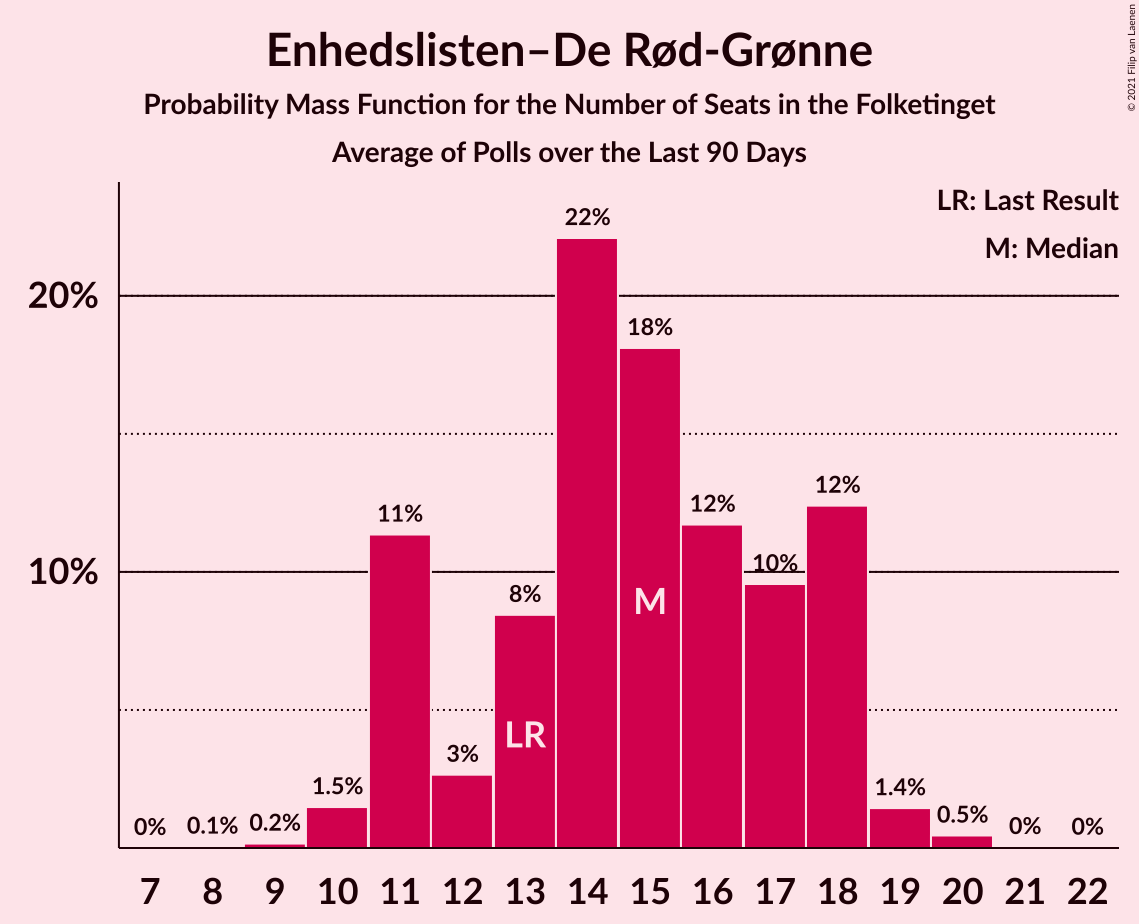 Enhedslisten–De Rød-Grønne
Probability Mass Function for the Number of Seats in the Folketinget
Average of Polls over the Last 90 Days
© 2021 Filip van Laenen
LR: Last Result
M: Median
20%
10%
0%
0.1%
0.2%
1.5%
11%
3%
8%
22%
18%
12%
10%
12%
1.4%
0.5%
0%
0%
LR
M
7 8 9 10 11 12 13 14 15 16 17 18 19 20 21 22